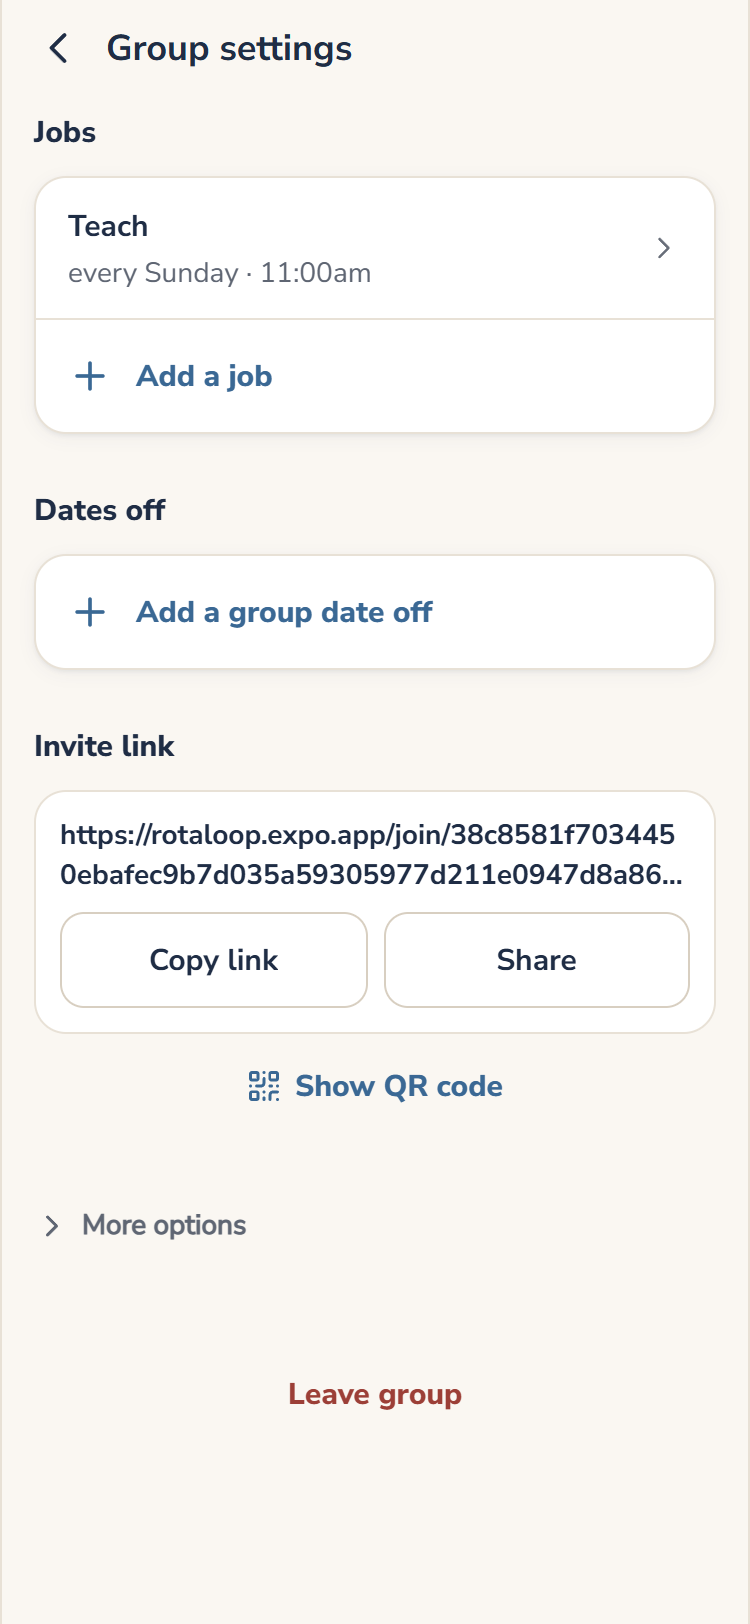 Group settings
Jobs
Teach
every Sunday · 11:00am
Add a job
Dates off
Add a group date off
Invite link
https://rotaloop.expo.app/join/38c8581f703445
0ebafec9b7d035a59305977d211e0947d8a86...
Copy link
Share
Show QR code
More options
Leave group